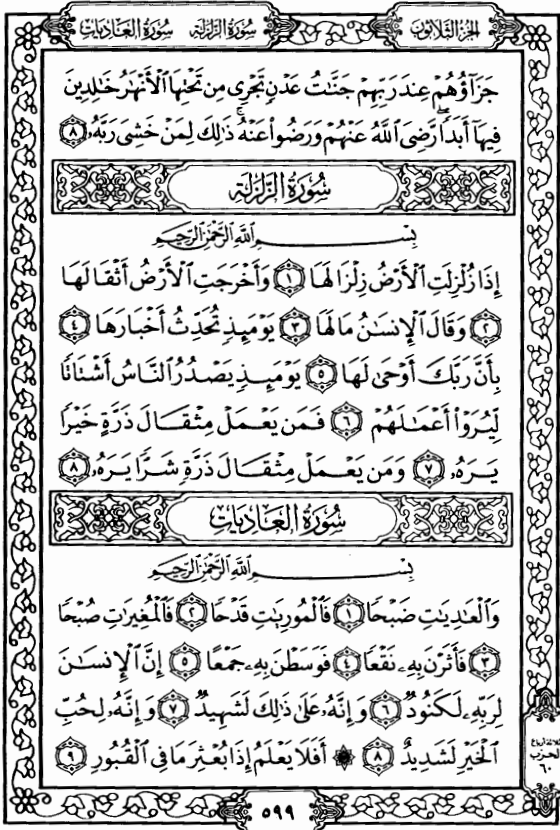 الجزء الثلاثون
سورة الزلزلة سورة العاديات
جَزَآؤُهُمْ عِندَ رَبِّهِمْ جَنَّـٰتُ عَدْنٍ تَجْرِى مِن تَحْتِهَا ٱلْأَنْهَـٰرُ خَـٰلِدِينَ
فِيهَآ أَبَدًا ۖ رَّضِىَ ٱللَّهُ عَنْهُمْ وَرَضُوا۟ عَنْهُ ۚ ذَٰلِكَ لِمَنْ خَشِىَ رَبَّهُۥ ٨
سُورَةُ الزَّلْزَلَةِ
بِسْمِ ٱللَّهِ ٱلرَّحْمَـٰنِ ٱلرَّحِيمِ
إِذَا زُلْزِلَتِ ٱلْأَرْضُ زِلْزَالَهَا ١ وَأَخْرَجَتِ ٱلْأَرْضُ أَثْقَالَهَا
٢ وَقَالَ ٱلْإِنسَـٰنُ مَا لَهَا ٣ يَوْمَئِذٍ تُحَدِّثُ أَخْبَارَهَا ٤
بِأَنَّ رَبَّكَ أَوْحَىٰ لَهَا ٥ يَوْمَئِذٍ يَصْدُرُ ٱلنَّاسُ أَشْتَاتًا
لِّيُرَوْا۟ أَعْمَـٰلَهُمْ ٦ فَمَن يَعْمَلْ مِثْقَالَ ذَرَّةٍ خَيْرًا
يَرَهُۥ ٧ وَمَن يَعْمَلْ مِثْقَالَ ذَرَّةٍ شَرًّا يَرَهُۥ ٨
سُورَةُ الْعَادِيَاتِ
بِسْمِ ٱللَّهِ ٱلرَّحْمَـٰنِ ٱلرَّحِيمِ
وَٱلْعَـٰدِيَـٰتِ ضَبْحًا ١ فَٱلْمُورِيَـٰتِ قَدْحًا ٢ فَٱلْمُغِيرَٰتِ صُبْحًا
٣ فَأَثَرْنَ بِهِۦ نَقْعًا ٤ فَوَسَطْنَ بِهِۦ جَمْعًا ٥ إِنَّ ٱلْإِنسَـٰنَ
لِرَبِّهِۦ لَكَنُودٌ ٦ وَإِنَّهُۥ عَلَىٰ ذَٰلِكَ لَشَهِيدٌ ٧ وَإِنَّهُۥ لِحُبِّ
ٱلْخَيْرِ لَشَدِيدٌ ٨ ۞ أَفَلَا يَعْلَمُ إِذَا بُعْثِرَ مَا فِى ٱلْقُبُورِ ٩
الحزب
٦٠
٥٩٩